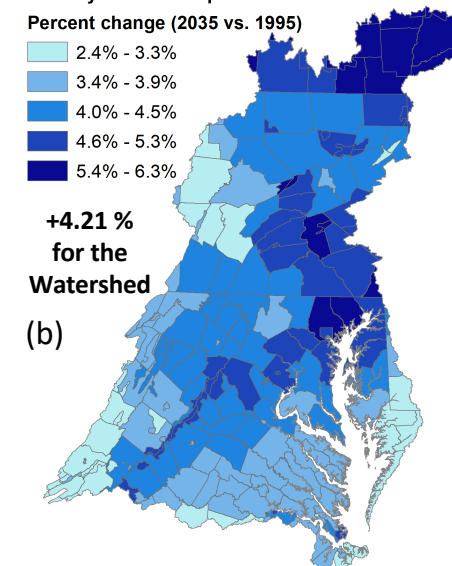 Percent change (2035 vs. 1995)
2.4% - 3.3%
3.4% - 3.9%
4.0% - 4.5%
4.6% - 5.3%
5.4% - 6.3%
+4.21 %
for the
Watershed
(b)